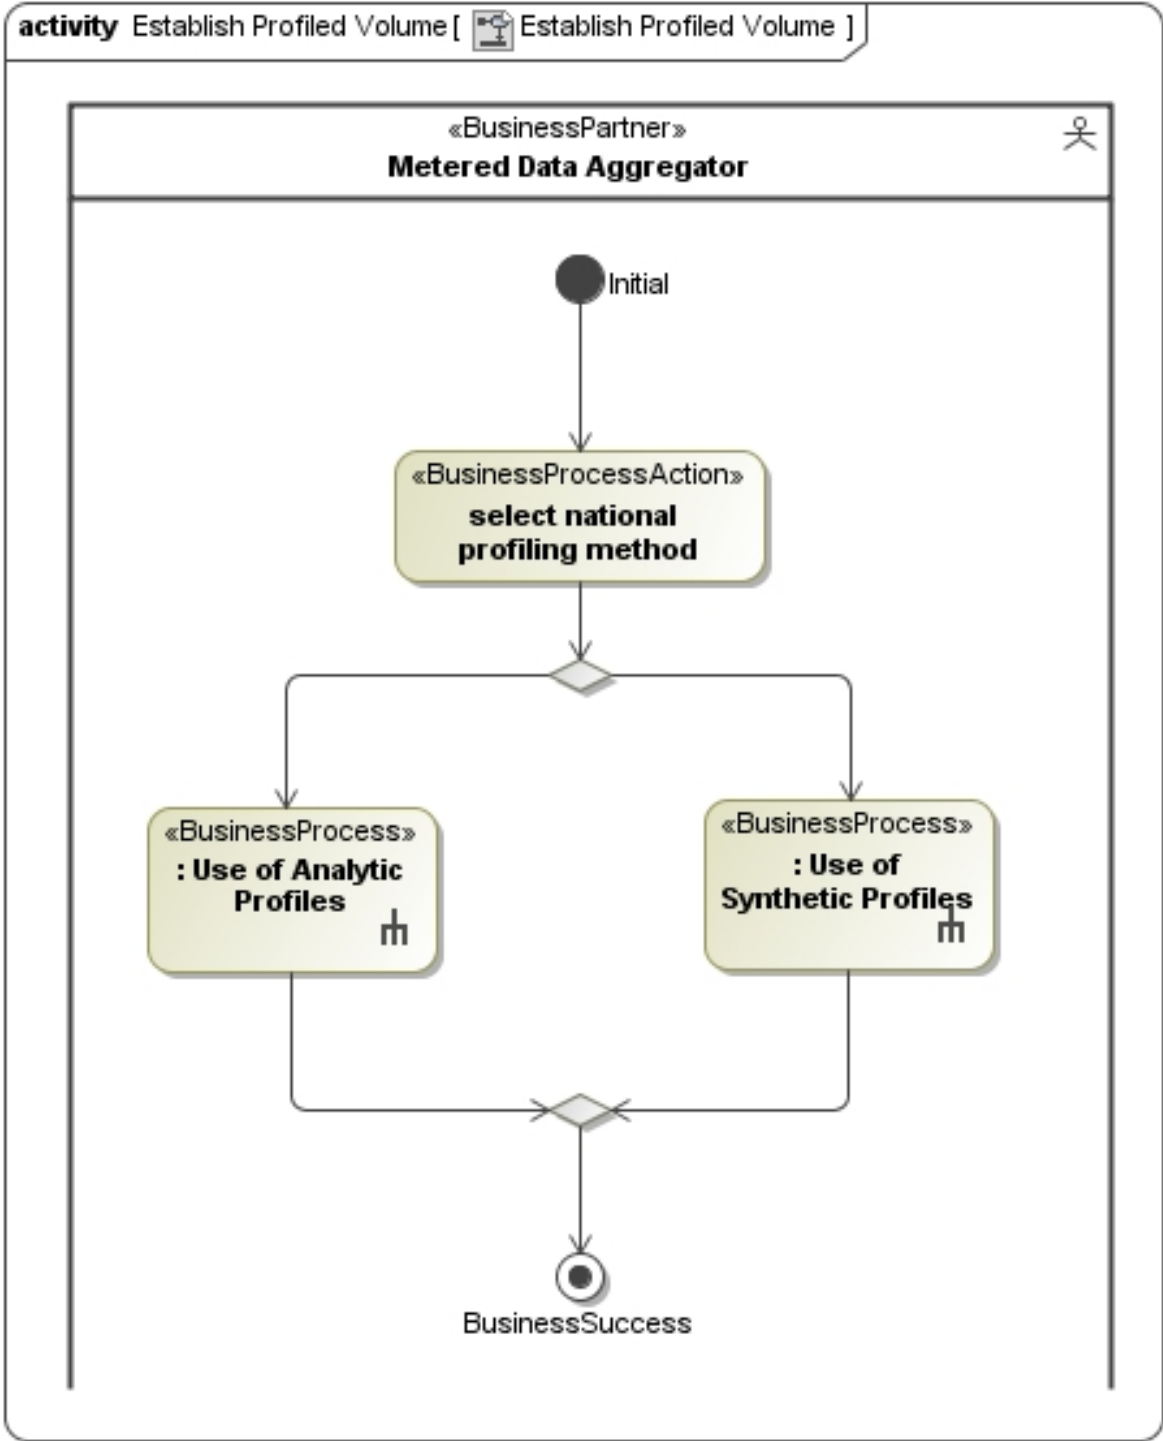 activity Establish Profiled Volume [ Establish Profiled Volume ]
«BusinessPartner»
Metered Data Aggregator
Initial
«BusinessProcessAction»
select national
profiling method
«BusinessProcess»
: Use of Analytic
Profiles
«BusinessProcess»
: Use of
Synthetic Profiles
BusinessSuccess